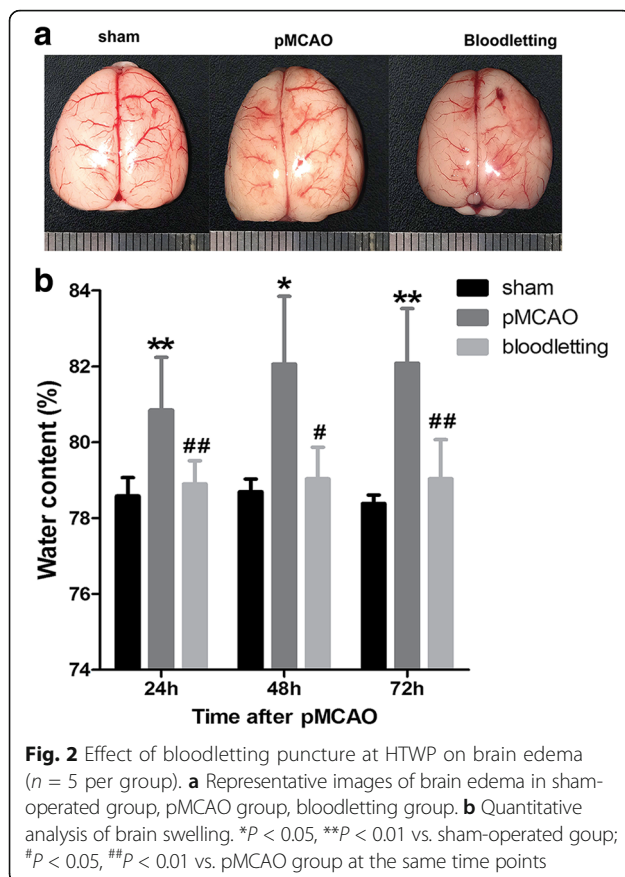 a
sham pMCAO Bloodletting
b
84
82
80
78
76
74
Water content (%)
** ## * # ** ##
sham
pMCAO
bloodletting
24h 48h 72h
Time after pMCAO
Fig. 2 Effect of bloodletting puncture at HTWP on brain edema
(n = 5 per group). a Representative images of brain edema in sham-
operated group, pMCAO group, bloodletting group. b Quantitative
analysis of brain swelling. *P < 0.05, **P < 0.01 vs. sham-operated goup;
#P < 0.05, ##P < 0.01 vs. pMCAO group at the same time points